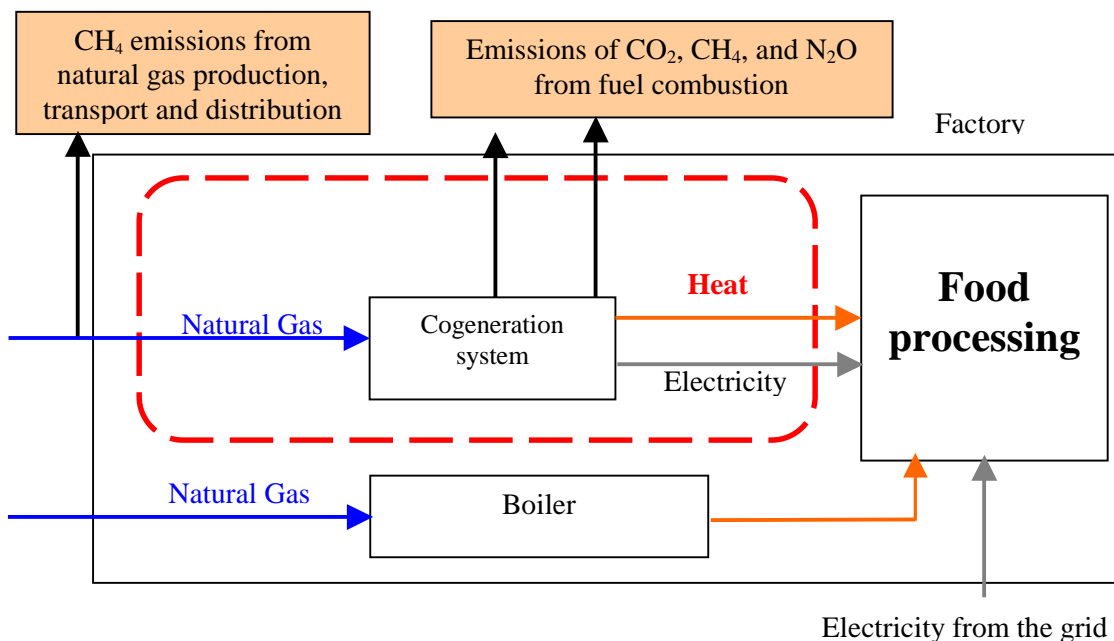 CH₄ emissions from
natural gas production,
transport and distribution
Emissions of CO₂, CH₄, and N₂O
from fuel combustion
Factory
Natural Gas
Cogeneration
system
Heat
Electricity
Food
processing
Natural Gas
Boiler
Electricity from the grid